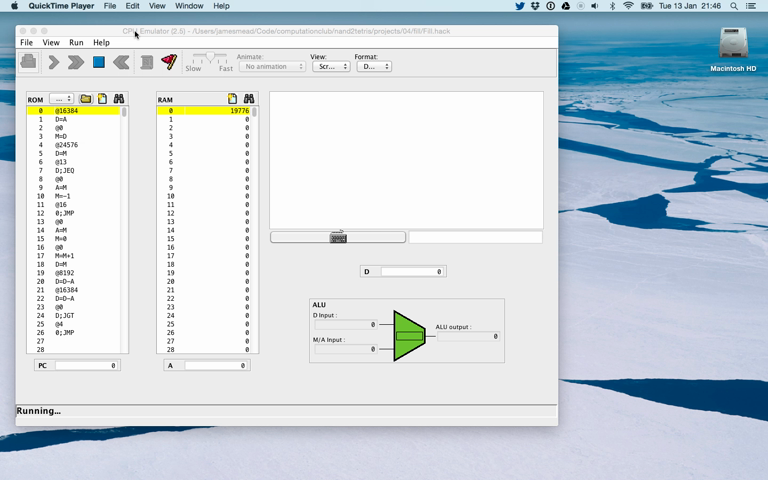 QuickTime Player File Edit View Window Help Tue 13 Jan 21:46
Emulator (2.5) - /Users/jamesmead/Code/computationclub/nand2tetris/projects/04/fill/Fill.hack
File View Run Help
Slow Fast Animate: No animation View: Scr... Format: D...
Macintosh HD
ROM ...
0 @16384
1 D=A
2 @0
3 M=D
4 @24576
5 D=M
6 @13
7 D;JEQ
8 @0
9 A=M
10 M=-1
11 @16
12 0;JMP
13 @0
14 A=M
15 M=0
16 @0
17 M=M+1
18 D=M
19 @8192
20 D=D-A
21 @16384
22 D=D-A
23 @0
24 D;JGT
25 @4
26 0;JMP
27
28
PC 0
RAM
0 19776
1 0
2 0
3 0
4 0
5 0
6 0
7 0
8 0
9 0
10 0
11 0
12 0
13 0
14 0
15 0
16 0
17 0
18 0
19 0
20 0
21 0
22 0
23 0
24 0
25 0
26 0
27 0
28 0
A 0
D 0
ALU
D Input :
0
M/A Input :
0
ALU output :
0
Running...